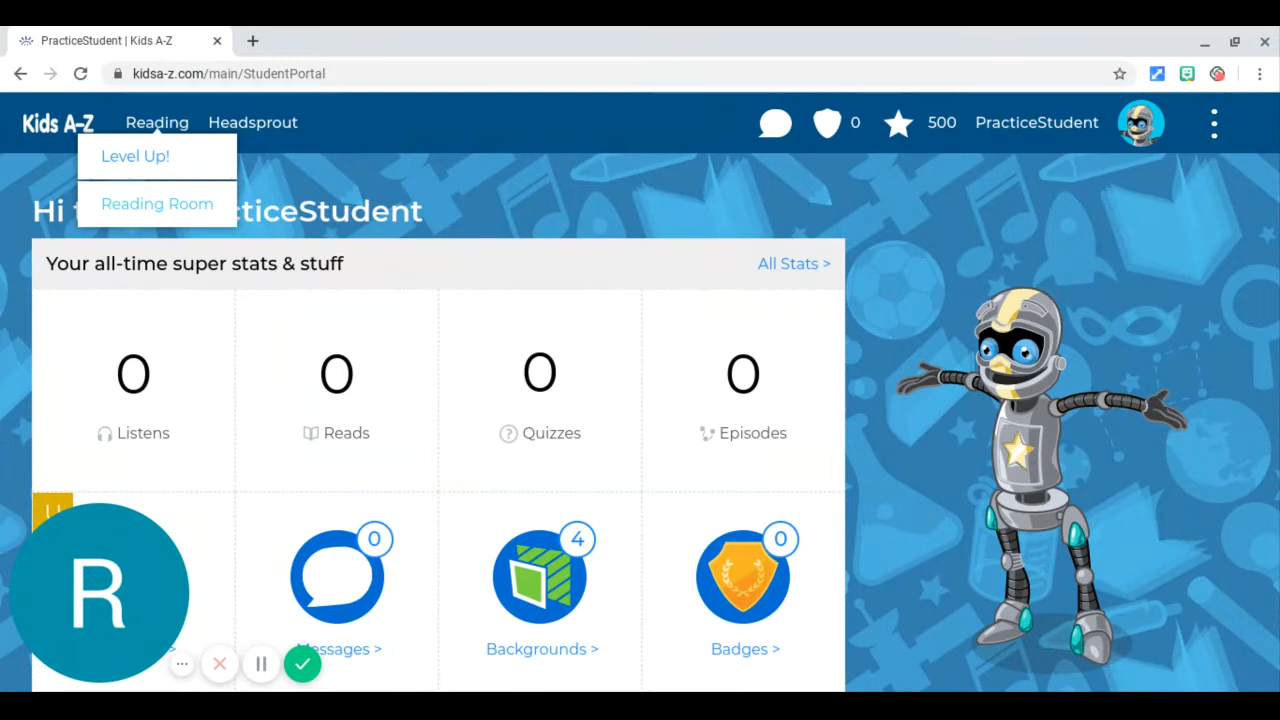 PracticeStudent | Kids A-Z
kidsa-z.com/main/StudentPortal
Kids A-Z Reading Headsprout 0 500 PracticeStudent
Level Up!
Reading Room
Hi cticeStudent
Your all-time super stats & stuff All Stats >
0 0 0 0
Listens Reads Quizzes Episodes
0 4 0
R
essages > Backgrounds > Badges >